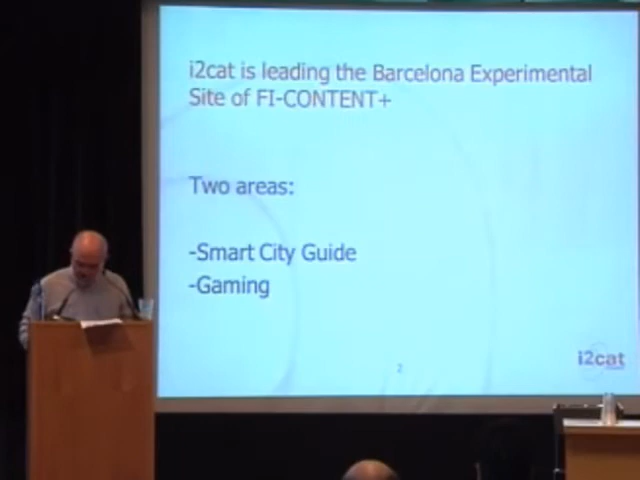 i2cat is leading the Barcelona Experimental
Site of FI-CONTENT+
Two areas:
-Smart City Guide
-Gaming
2
i2cat